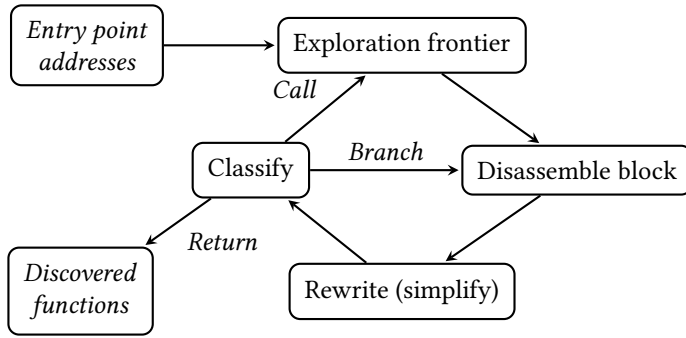 Entry point
addresses
Exploration frontier
Call
Classify
Branch
Disassemble block
Return
Discovered
functions
Rewrite (simplify)